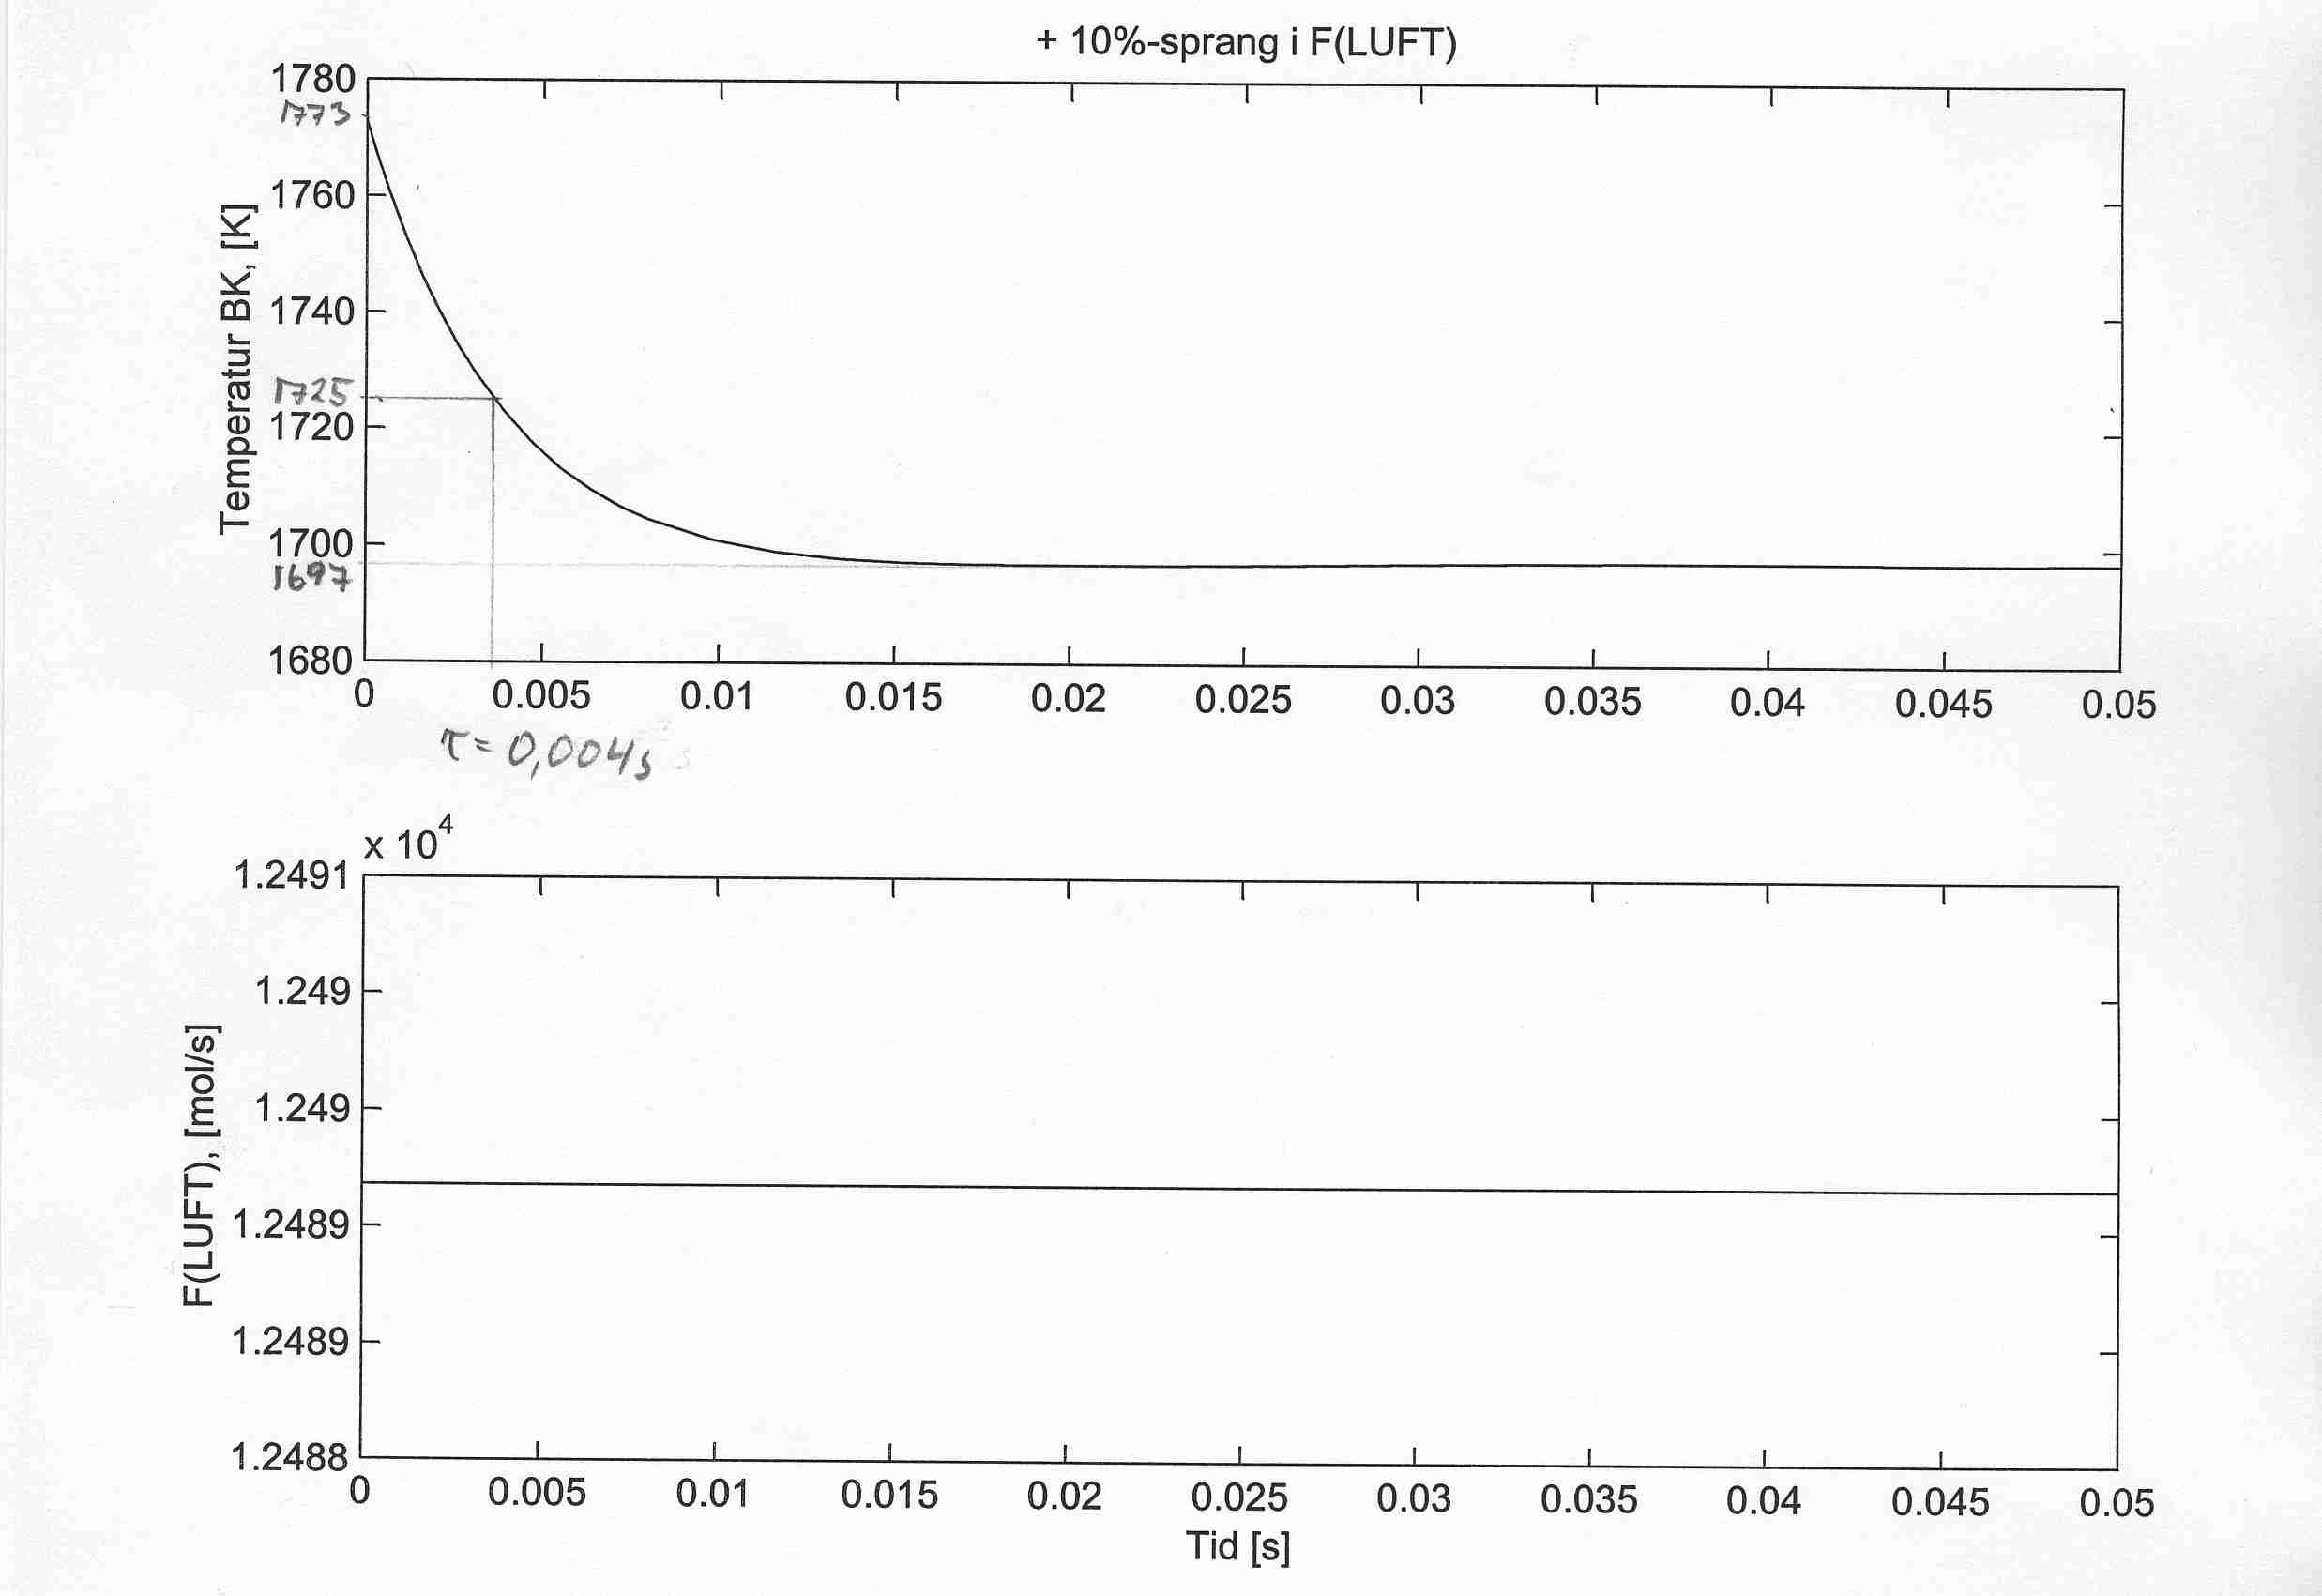 + 10%-sprang i F(LUFT)
1780
1773
1760
1740
1725
1720
1700
1697
1680
Temperatur BK, [K]
0 0.005 0.01 0.015 0.02 0.025 0.03 0.035 0.04 0.045 0.05
τ = 0,004s
x 10^4
1.2491
1.249
1.249
1.2489
1.2489
1.2488
F(LUFT), [mol/s]
0 0.005 0.01 0.015 0.02 0.025 0.03 0.035 0.04 0.045 0.05
Tid [s]